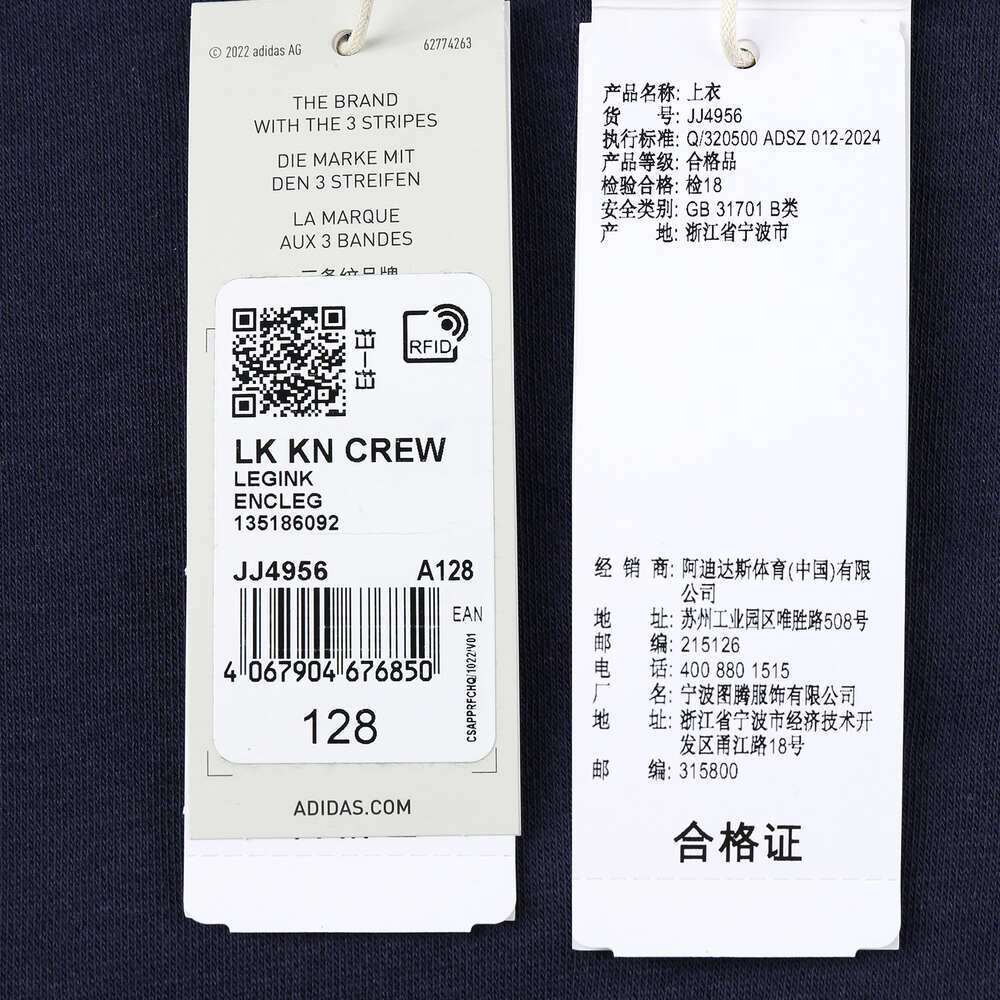 © 2022 adidas AG
62774263
THE BRAND
WITH THE 3 STRIPES
DIE MARKE MIT
DEN 3 STREIFEN
LA MARQUE
AUX 3 BANDES
三条纹品牌
扫一扫
RFID
LK KN CREW
LEGINK
ENCLEG
135186092
JJ4956
A128
EAN
4 067904 676850
CSAPPRFCHQ/1022/V01
128
ADIDAS.COM
产品名称: 上衣
货 号: JJ4956
执行标准: Q/320500 ADSZ 012-2024
产品等级: 合格品
检验合格: 检18
安全类别: GB 31701 B类
产 地: 浙江省宁波市
经 销 商: 阿迪达斯体育(中国)有限
公司
地 址: 苏州工业园区唯胜路508号
邮 编: 215126
电 话: 400 880 1515
厂 名: 宁波图腾服饰有限公司
地 址: 浙江省宁波市经济技术开
发区甬江路18号
邮 编: 315800
合格证